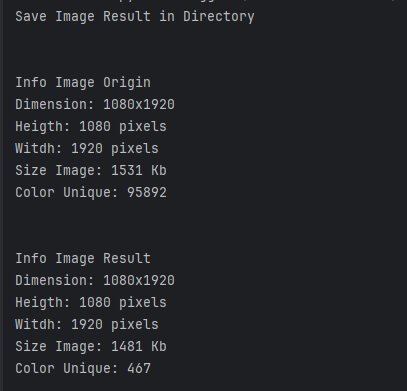 Save Image Result in Directory
Info Image Origin
Dimension: 1080x1920
Heigth: 1080 pixels
Witdh: 1920 pixels
Size Image: 1531 Kb
Color Unique: 95892
Info Image Result
Dimension: 1080x1920
Heigth: 1080 pixels
Witdh: 1920 pixels
Size Image: 1481 Kb
Color Unique: 467